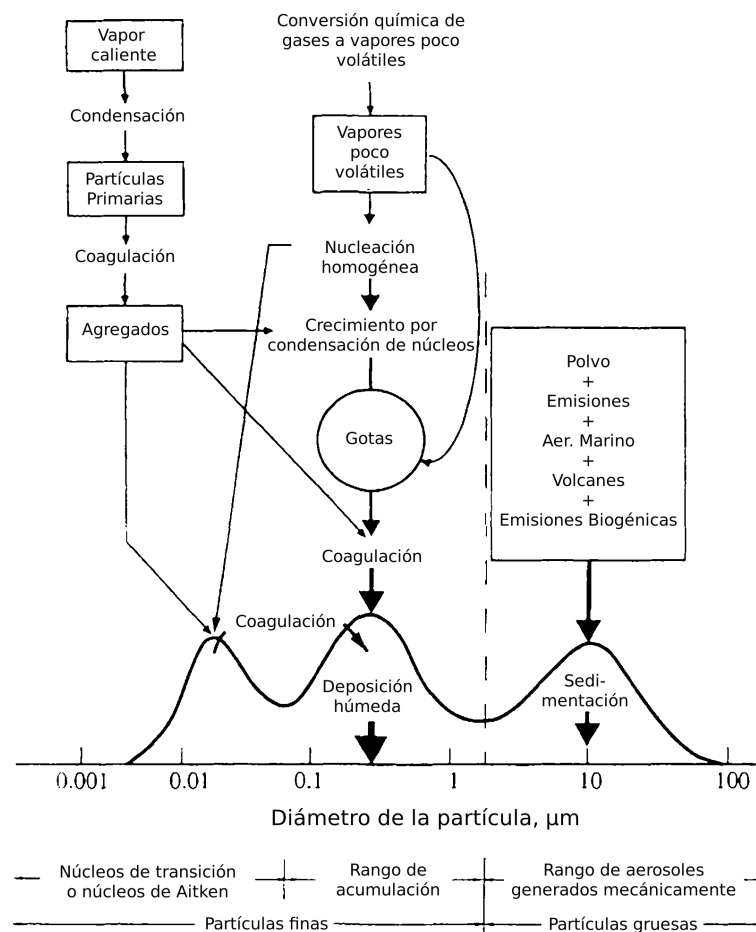 Vapor
caliente
Condensación
Partículas
Primarias
Coagulación
Agregados
Conversión química de
gases a vapores poco
volátiles
Vapores
poco
volátiles
Nucleación
homogénea
Crecimiento por
condensación de núcleos
Gotas
Coagulación
Polvo
+
Emisiones
+
Aer. Marino
+
Volcanes
+
Emisiones Biogénicas
Coagulación
Deposición
húmeda
Sedi-
mentación
0.001 0.01 0.1 1 10 100
Diámetro de la partícula, µm
Núcleos de transición
o núcleos de Aitken
Rango de
acumulación
Rango de aerosoles
generados mecánicamente
Partículas finas
Partículas gruesas